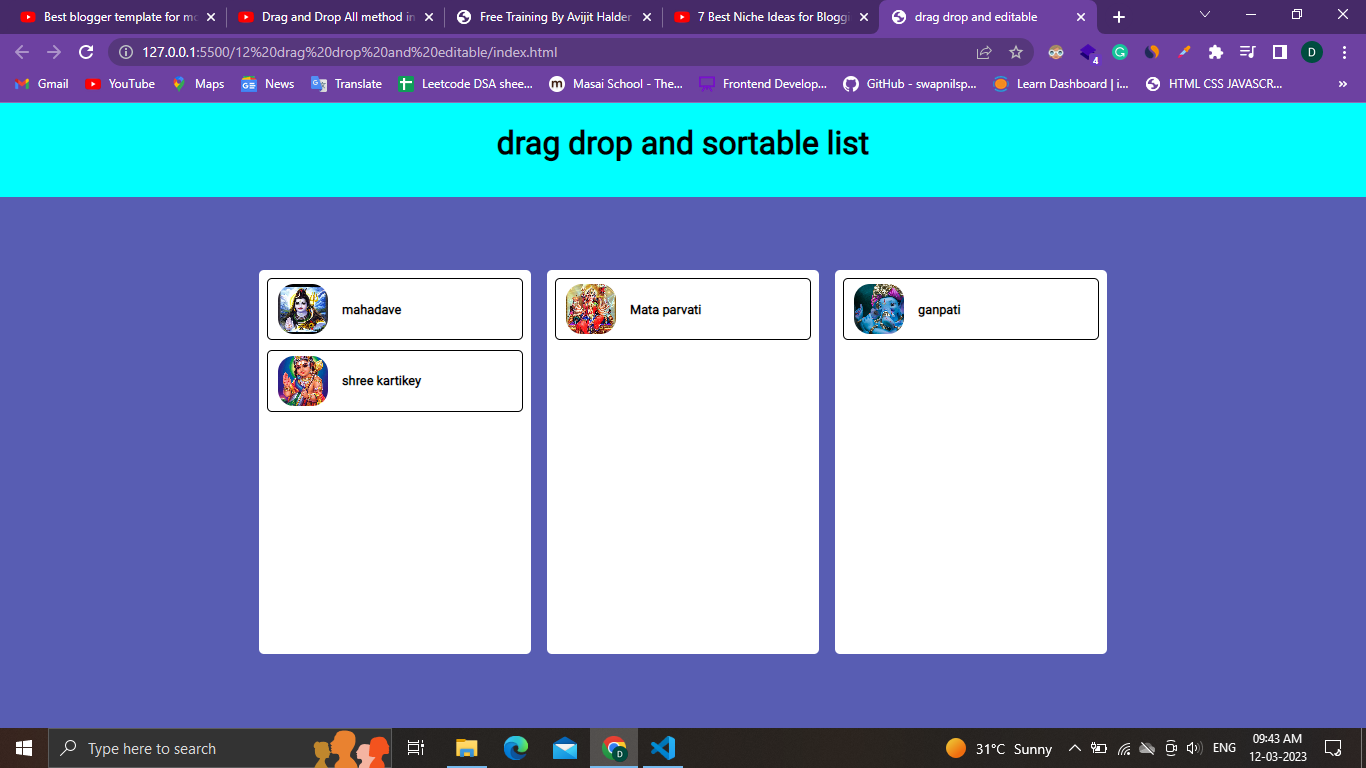 Best blogger template for mo
Drag and Drop All method in
Free Training By Avijit Halder
7 Best Niche Ideas for Bloggi
drag drop and editable
127.0.0.1:5500/12%20drag%20drop%20and%20editable/index.html
4
D
Gmail
YouTube
Maps
News
Translate
Leetcode DSA shee...
Masai School - The...
Frontend Develop...
GitHub - swapnilsp...
Learn Dashboard | i...
HTML CSS JAVASCR...
drag drop and sortable list
mahadave
Mata parvati
ganpati
shree kartikey
Type here to search
D
31°C Sunny
ENG
09:43 AM
12-03-2023